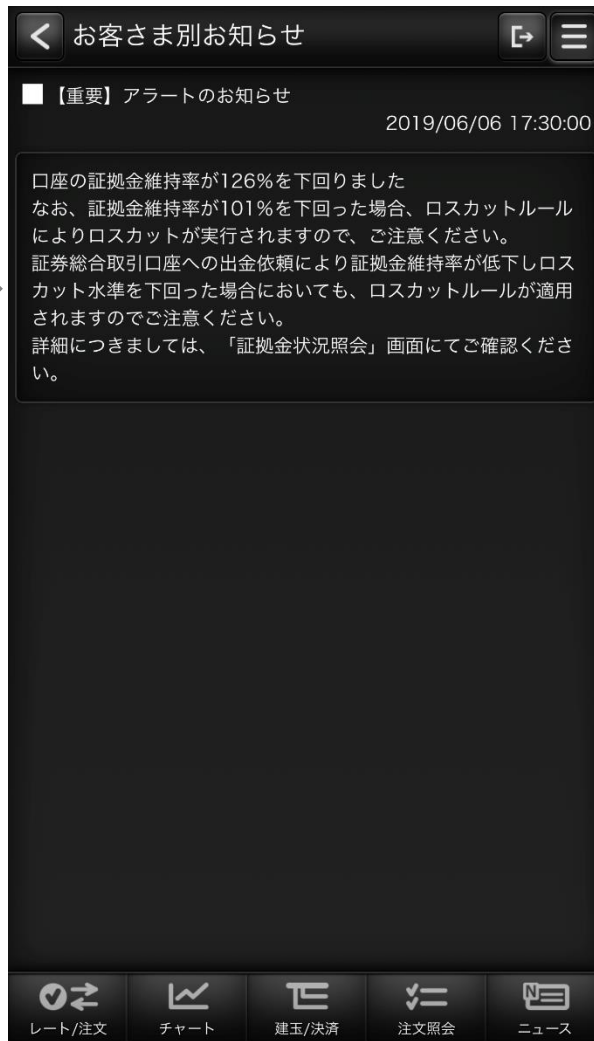 お客さま別お知らせ
【重要】アラートのお知らせ
2019/06/06 17:30:00
口座の証拠金維持率が126%を下回りました
なお、証拠金維持率が101%を下回った場合、ロスカットルール
によりロスカットが実行されますので、ご注意ください。
証券総合取引口座への出金依頼により証拠金維持率が低下しロス
カット水準を下回った場合においても、ロスカットルールが適用
されますのでご注意ください。
詳細につきましては、「証拠金状況照会」画面にてご確認くださ
い。
レート/注文 チャート 建玉/決済 注文照会 N ニュース